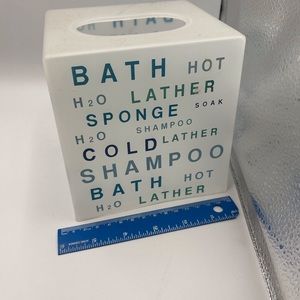 BATH HOT
H2O LATHER
SPONGE SOAK
H2O SHAMPOO
COLD LATHER
SHAMPOO
BATH HOT
H2O LATHER